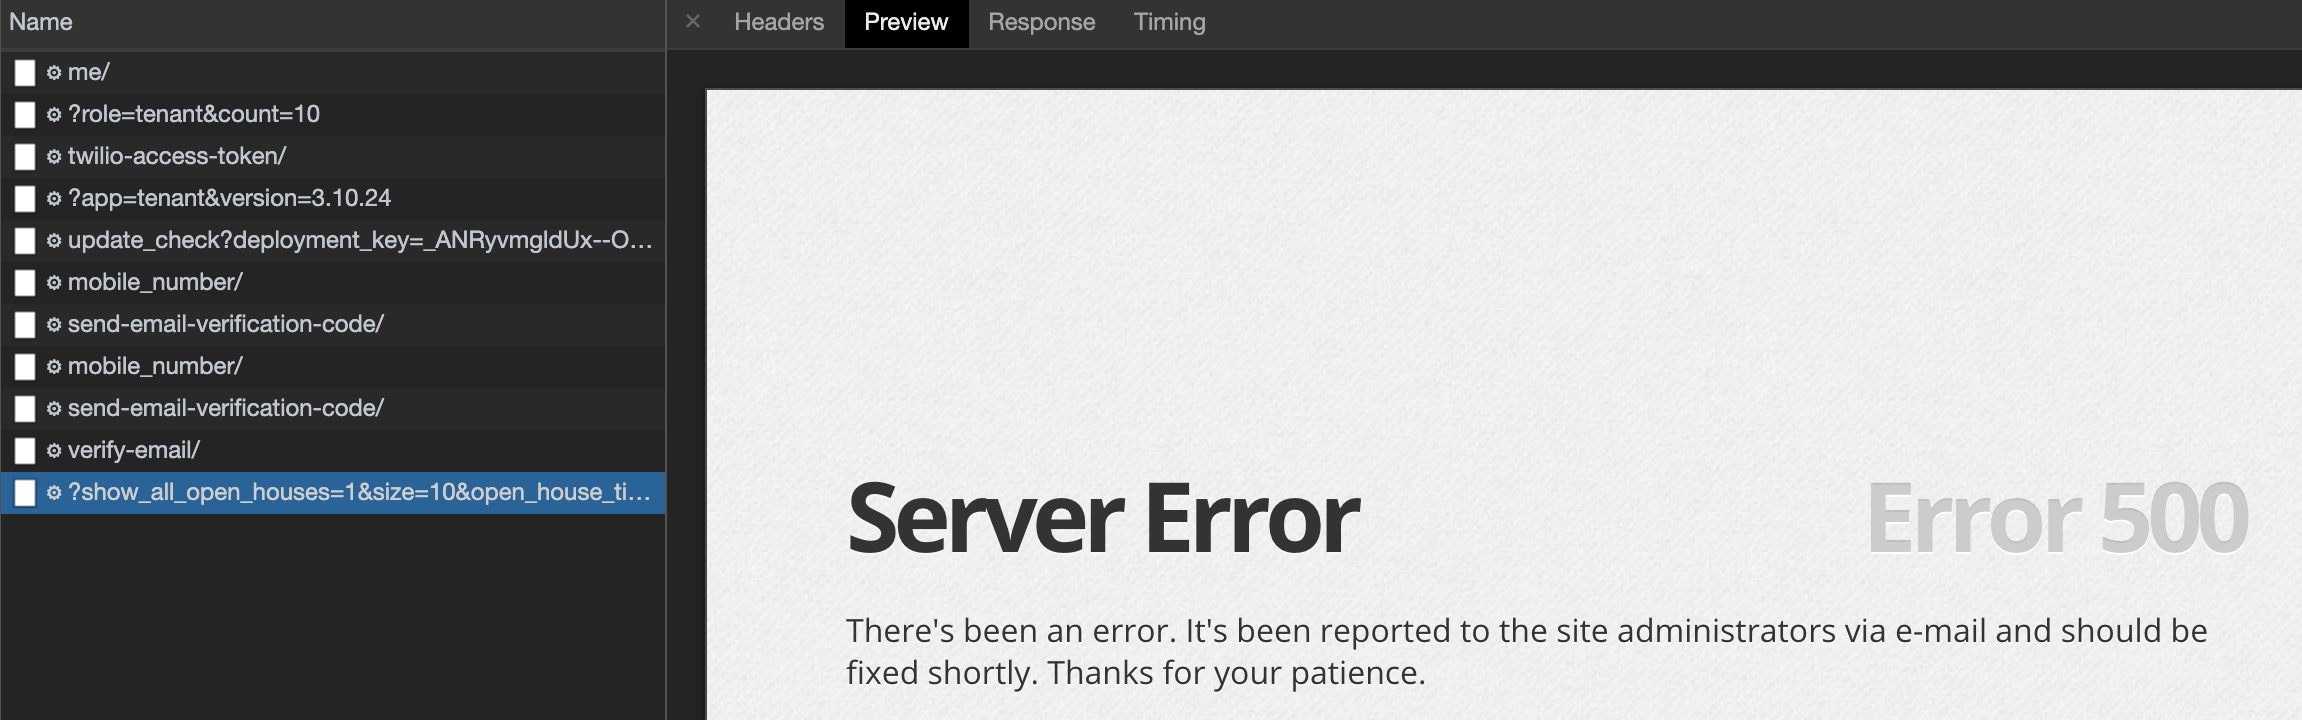 Name
× Headers Preview Response Timing
me/
?role=tenant&count=10
twilio-access-token/
?app=tenant&version=3.10.24
update_check?deployment_key=_ANRyvmgldUx--O…
mobile_number/
send-email-verification-code/
mobile_number/
send-email-verification-code/
verify-email/
?show_all_open_houses=1&size=10&open_house_ti…
Server Error
Error 500
There's been an error. It's been reported to the site administrators via e-mail and should be
fixed shortly. Thanks for your patience.